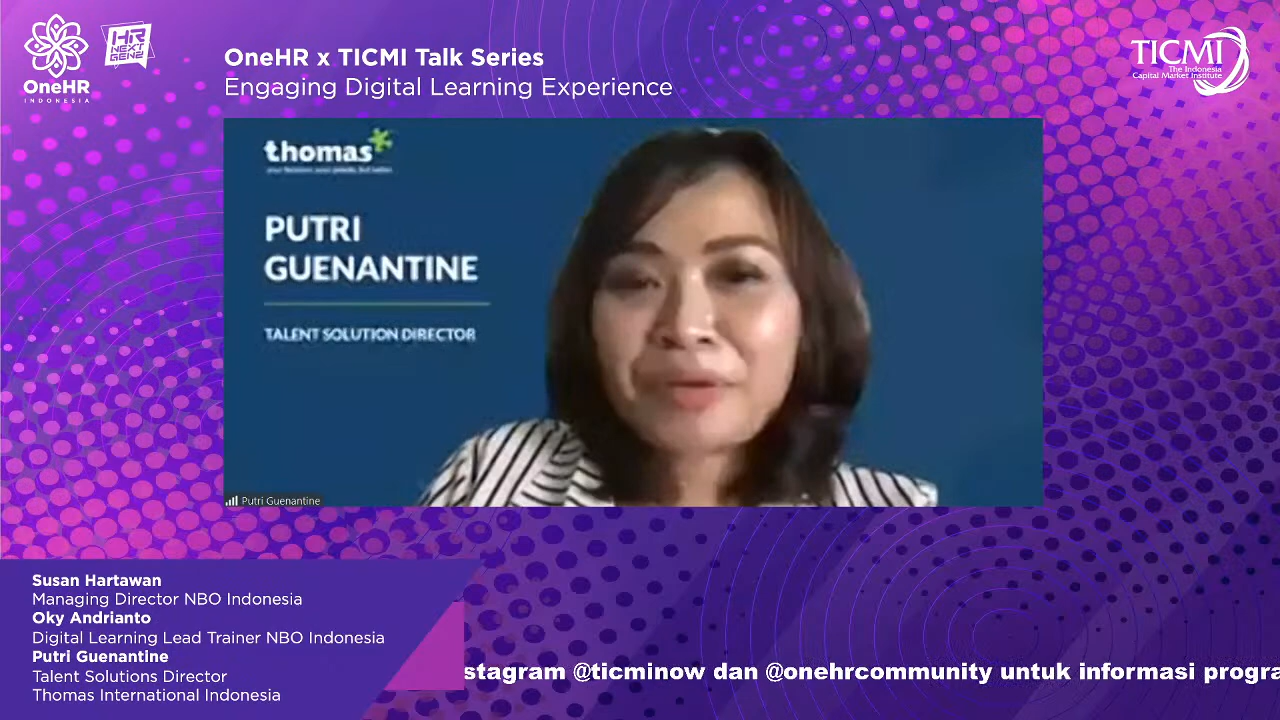 OneHR
INDONESIA
HR
NEXT
GEN2
OneHR x TICMI Talk Series
Engaging Digital Learning Experience
TICMI
The Indonesia
Capital Market Institute
thomas
PUTRI
GUENANTINE
TALENT SOLUTION DIRECTOR
Putri Guenantine
Susan Hartawan
Managing Director NBO Indonesia
Oky Andrianto
Digital Learning Lead Trainer NBO Indonesia
Putri Guenantine
Talent Solutions Director
Thomas International Indonesia
stagram @ticminow dan @onehrcommunity untuk informasi progra